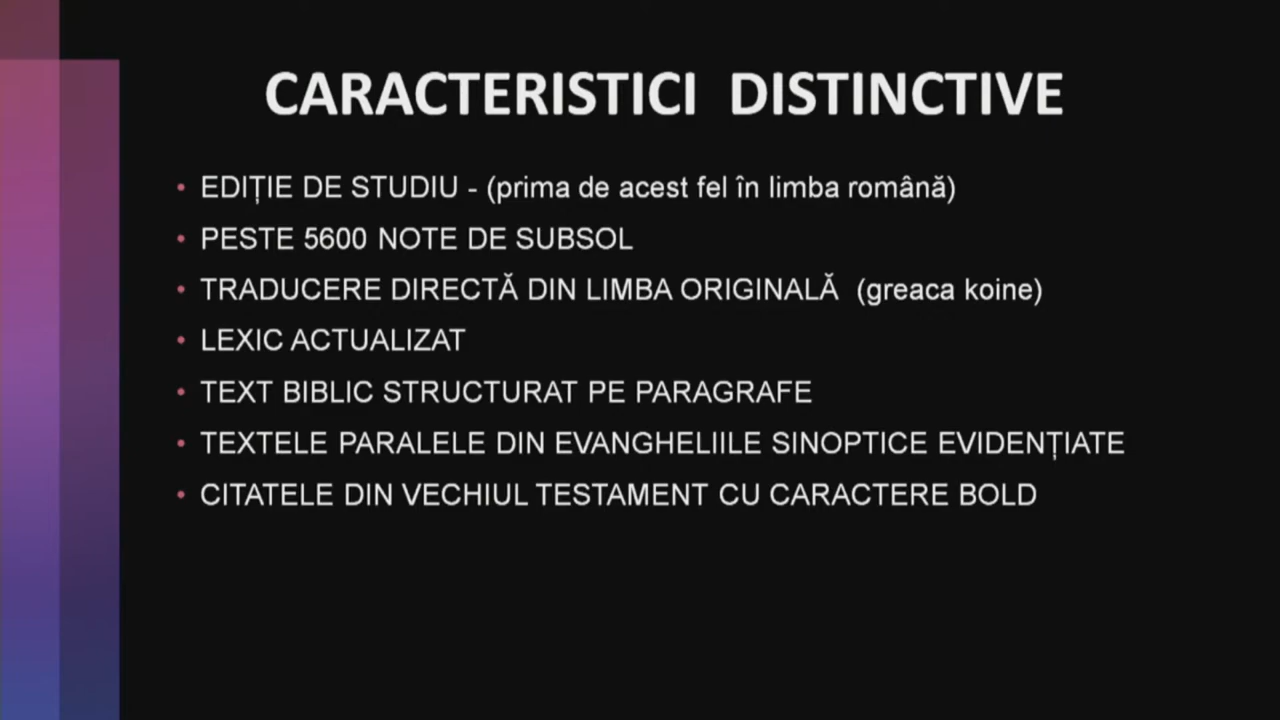 CARACTERISTICI DISTINCTIVE
• EDIȚIE DE STUDIU - (prima de acest fel în limba română)
• PESTE 5600 NOTE DE SUBSOL
• TRADUCERE DIRECTĂ DIN LIMBA ORIGINALĂ (greaca koine)
• LEXIC ACTUALIZAT
• TEXT BIBLIC STRUCTURAT PE PARAGRAFE
• TEXTELE PARALELE DIN EVANGHELIILE SINOPTICE EVIDENȚIATE
• CITATELE DIN VECHIUL TESTAMENT CU CARACTERE BOLD